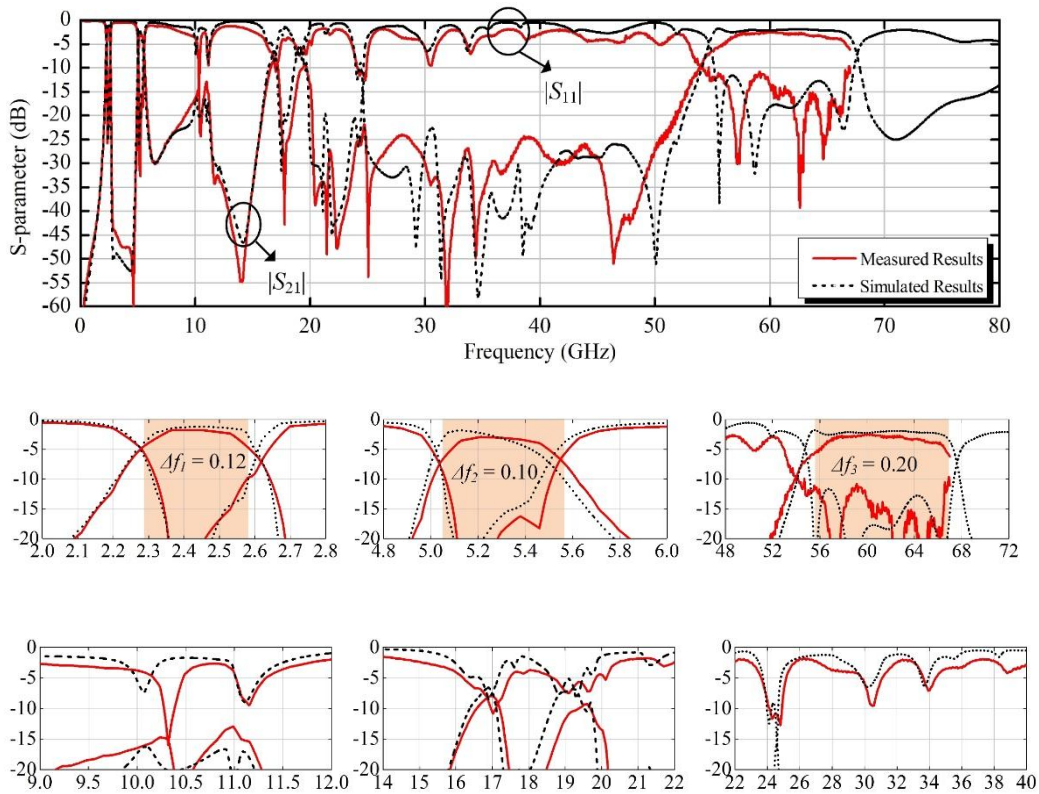 0
-5
-10
-15
-20
-25
-30
-35
-40
-45
-50
-55
-60
S-parameter (dB)
|S11|
|S21|
Measured Results
Simulated Results
0 10 20 30 40 50 60 70 80
Frequency (GHz)
0
-5
-10
-15
-20
Δf1 = 0.12
2.0 2.1 2.2 2.3 2.4 2.5 2.6 2.7 2.8
0
-5
-10
-15
-20
Δf2 = 0.10
4.8 5.0 5.2 5.4 5.6 5.8 6.0
0
-5
-10
-15
-20
Δf3 = 0.20
48 52 56 60 64 68 72
0
-5
-10
-15
-20
9.0 9.5 10.0 10.5 11.0 11.5 12.0
0
-5
-10
-15
-20
14 15 16 17 18 19 20 21 22
0
-5
-10
-15
-20
22 24 26 28 30 32 34 36 38 40